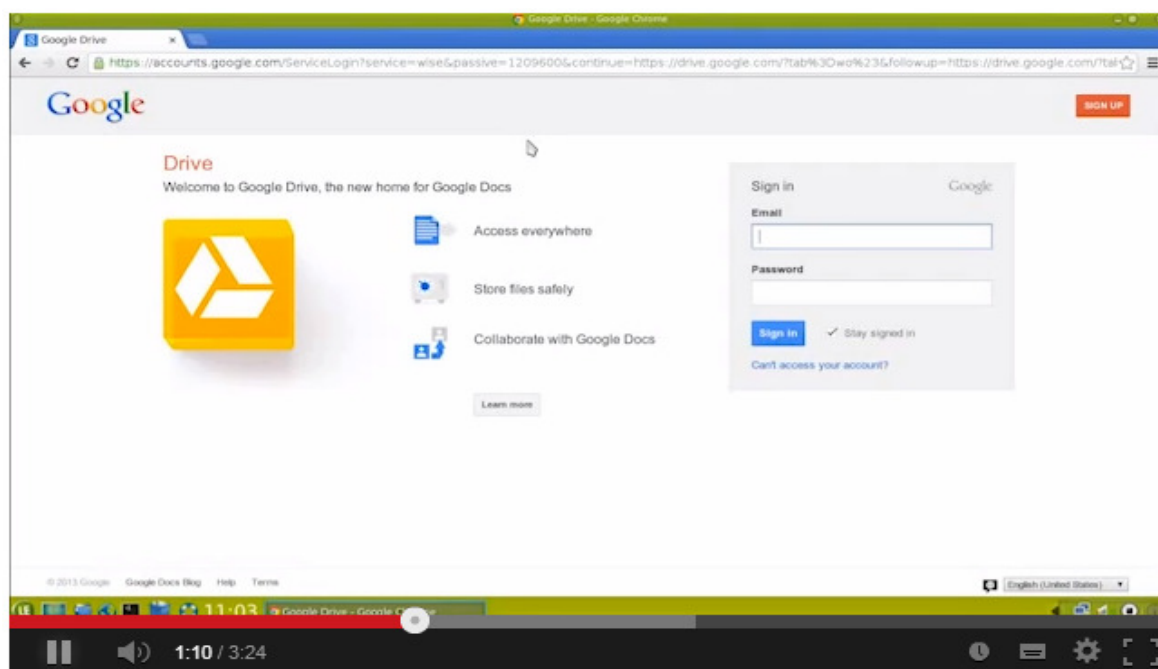 Google Drive - Google Chrome
Google Drive
https://accounts.google.com/ServiceLogin?service=wise&passive=1209600&continue=https://drive.google.com/?tab%3Dwo%23&followup=https://drive.google.com/?tal
Google
SIGN UP
Drive
Welcome to Google Drive, the new home for Google Docs
Access everywhere
Store files safely
Collaborate with Google Docs
Learn more
Sign in Google
Email
Password
Sign in Stay signed in
Can't access your account?
© 2013 Google Google Docs Blog Help Terms
English (United States)
11:03 Google Drive - Google Chrome
1:10 / 3:24